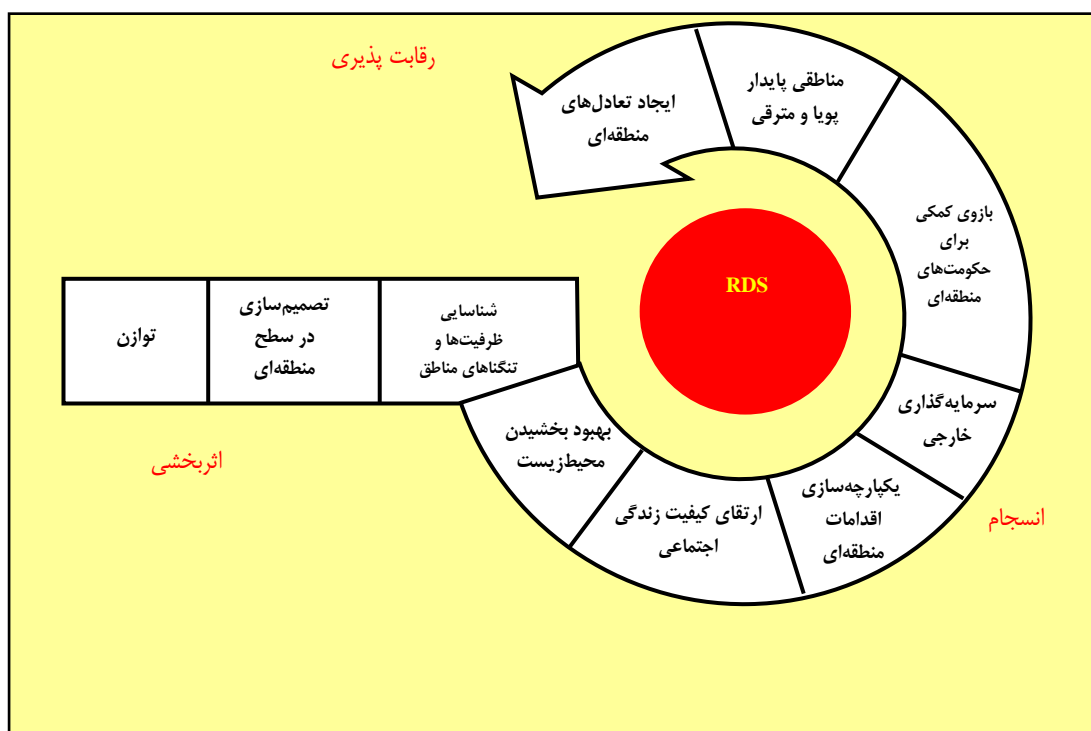 رقابت پذیری
ایجاد تعادل‌های
منطقه‌ای
مناطقی پایدار
پویا و مترقی
بازوی کمکی
برای
حکومت‌های
منطقه‌ای
سرمایه‌گذاری
خارجی
انسجام
یکپارچه‌سازی
اقدامات
منطقه‌ای
ارتقای کیفیت زندگی
اجتماعی
بهبود بخشیدن
محیط‌زیست
شناسایی
ظرفیت‌ها و
تنگناهای مناطق
تصمیم‌سازی
در سطح
منطقه‌ای
توازن
اثربخشی
RDS